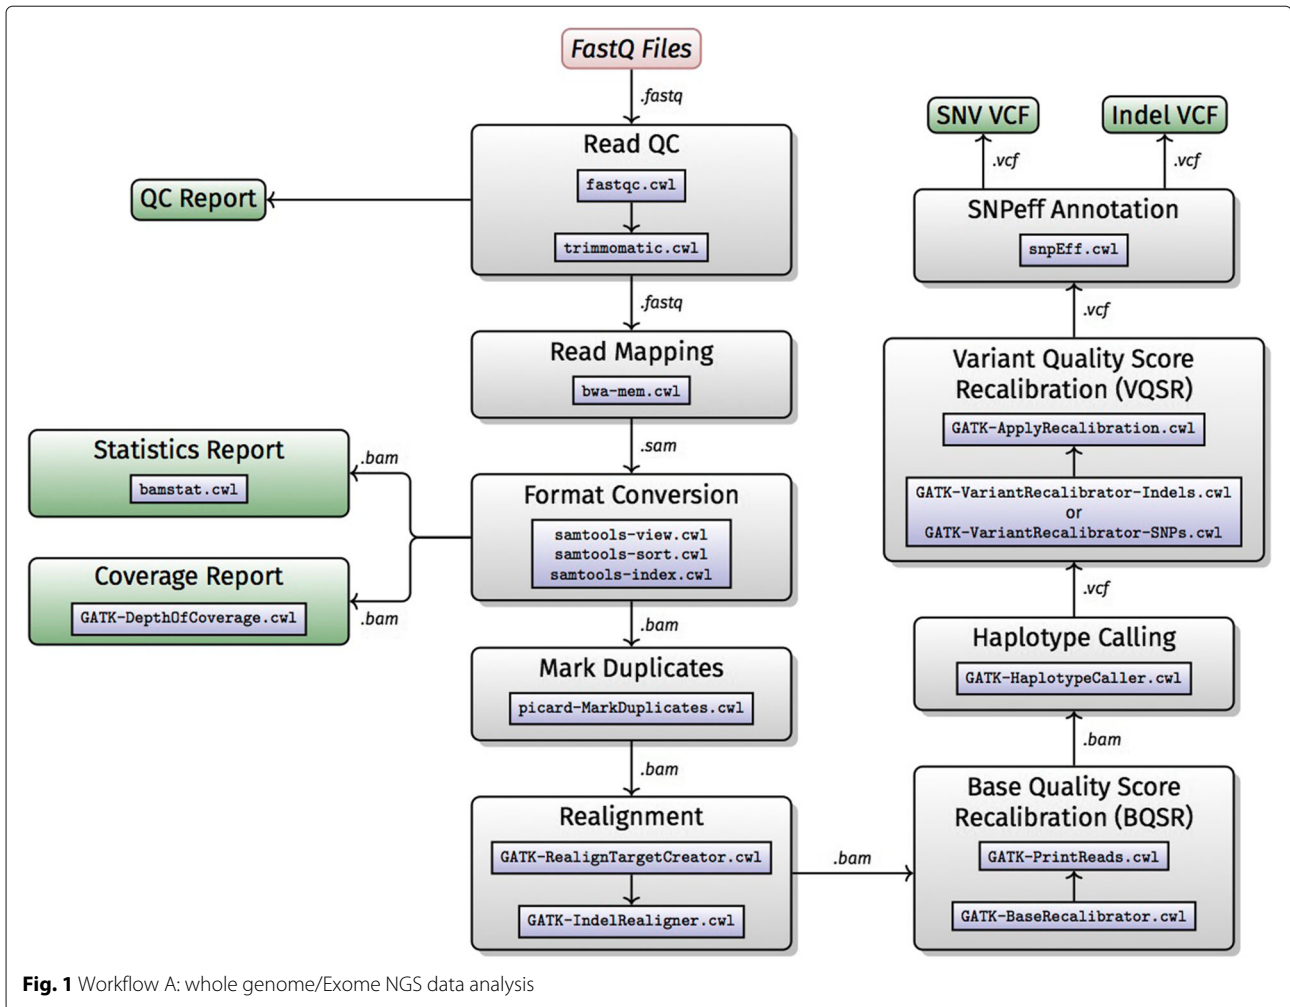 FastQ Files
.fastq
Read QC
fastqc.cwl
trimmomatic.cwl
QC Report
.fastq
Read Mapping
bwa-mem.cwl
.sam
Format Conversion
samtools-view.cwl
samtools-sort.cwl
samtools-index.cwl
.bam
Statistics Report
bamstat.cwl
.bam
Coverage Report
GATK-DepthOfCoverage.cwl
.bam
Mark Duplicates
picard-MarkDuplicates.cwl
.bam
Realignment
GATK-RealignTargetCreator.cwl
GATK-IndelRealigner.cwl
.bam
Base Quality Score
Recalibration (BQSR)
GATK-PrintReads.cwl
GATK-BaseRecalibrator.cwl
.bam
Haplotype Calling
GATK-HaplotypeCaller.cwl
.vcf
Variant Quality Score
Recalibration (VQSR)
GATK-ApplyRecalibration.cwl
GATK-VariantRecalibrator-Indels.cwl
or
GATK-VariantRecalibrator-SNPs.cwl
.vcf
SNPeff Annotation
snpEff.cwl
.vcf
.vcf
SNV VCF
Indel VCF
Fig. 1 Workflow A: whole genome/Exome NGS data analysis